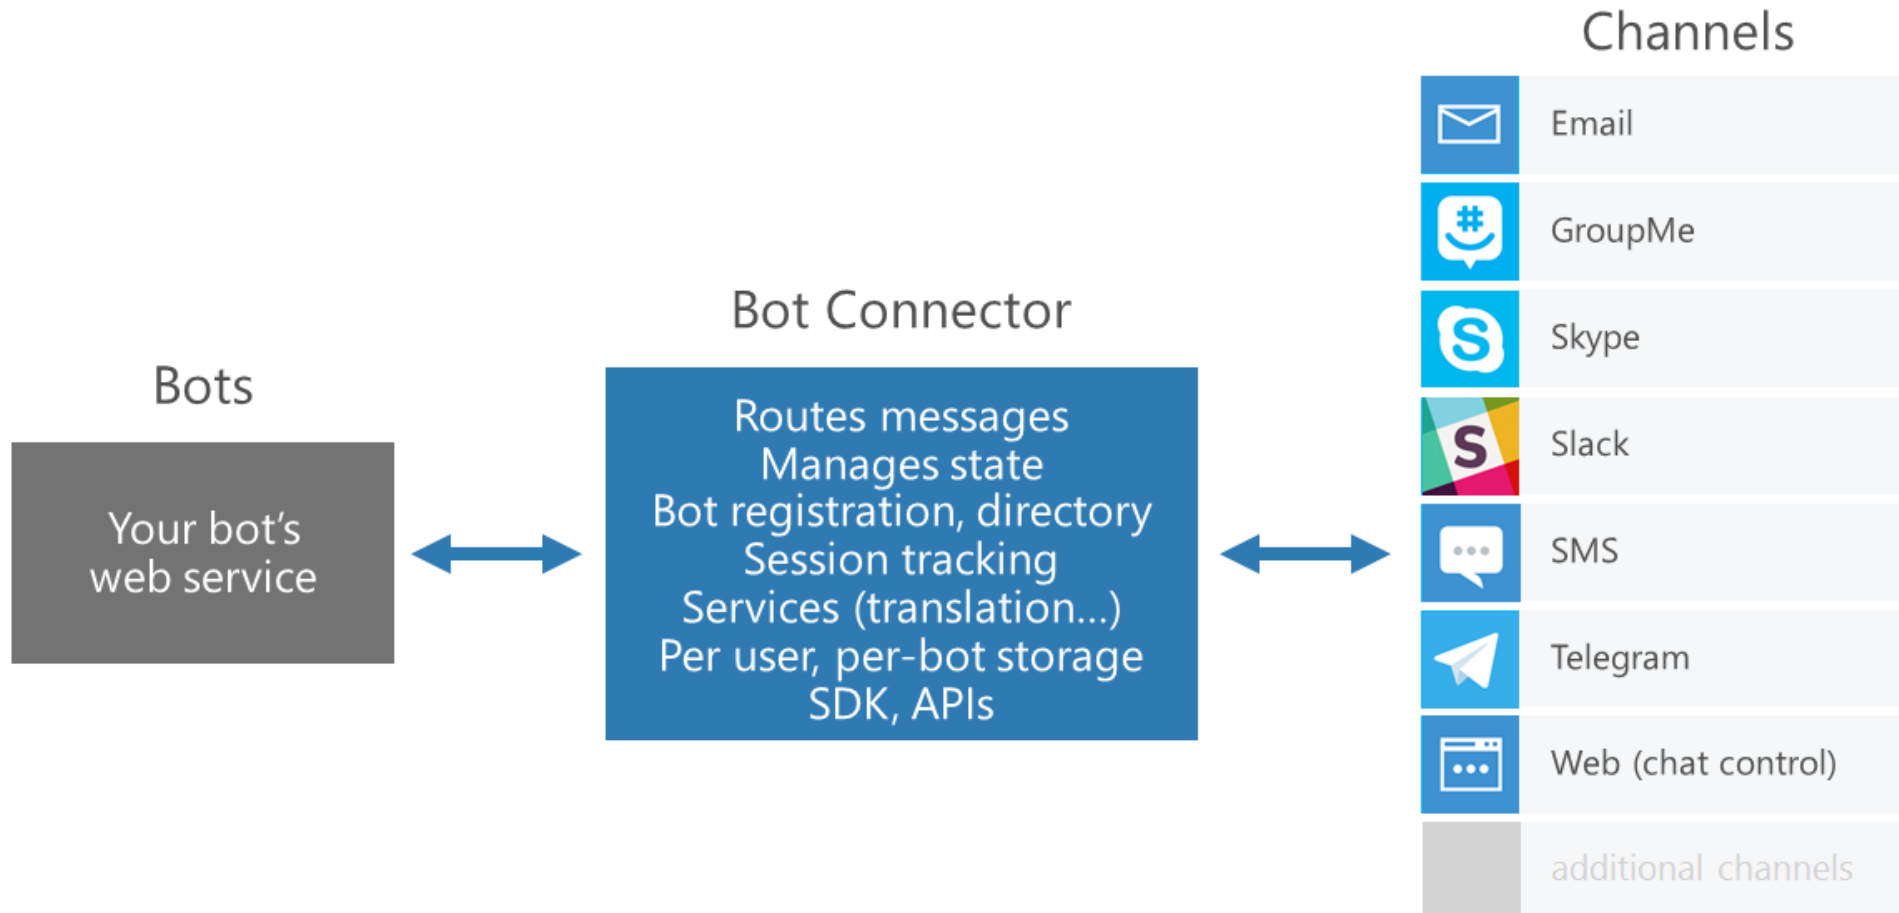 Bots
Your bot's
web service
Bot Connector
Routes messages
Manages state
Bot registration, directory
Session tracking
Services (translation...)
Per user, per-bot storage
SDK, APIs
Channels
Email
#
GroupMe
S
Skype
S
Slack
SMS
Telegram
Web (chat control)
additional channels